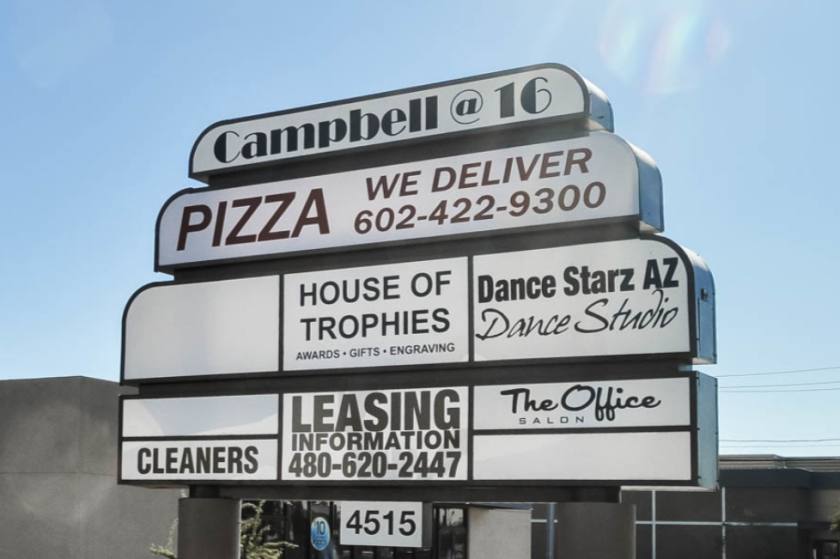 Campbell @ 16
PIZZA
WE DELIVER
602-422-9300
HOUSE OF
TROPHIES
AWARDS • GIFTS • ENGRAVING
Dance Starz AZ
Dance Studio
CLEANERS
LEASING
INFORMATION
480-620-2447
The Office
SALON
4515
10